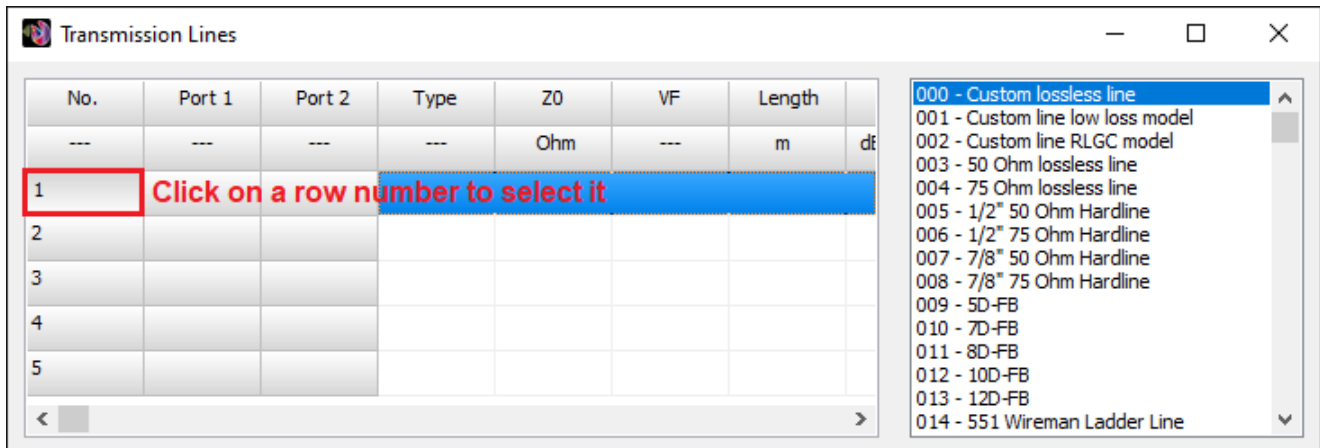 Transmission Lines
No. Port 1 Port 2 Type Z0 VF Length
--- --- --- --- Ohm --- m dB
1 Click on a row number to select it
2
3
4
5
000 - Custom lossless line
001 - Custom line low loss model
002 - Custom line RLGC model
003 - 50 Ohm lossless line
004 - 75 Ohm lossless line
005 - 1/2" 50 Ohm Hardline
006 - 1/2" 75 Ohm Hardline
007 - 7/8" 50 Ohm Hardline
008 - 7/8" 75 Ohm Hardline
009 - 5D-FB
010 - 7D-FB
011 - 8D-FB
012 - 10D-FB
013 - 12D-FB
014 - 551 Wireman Ladder Line